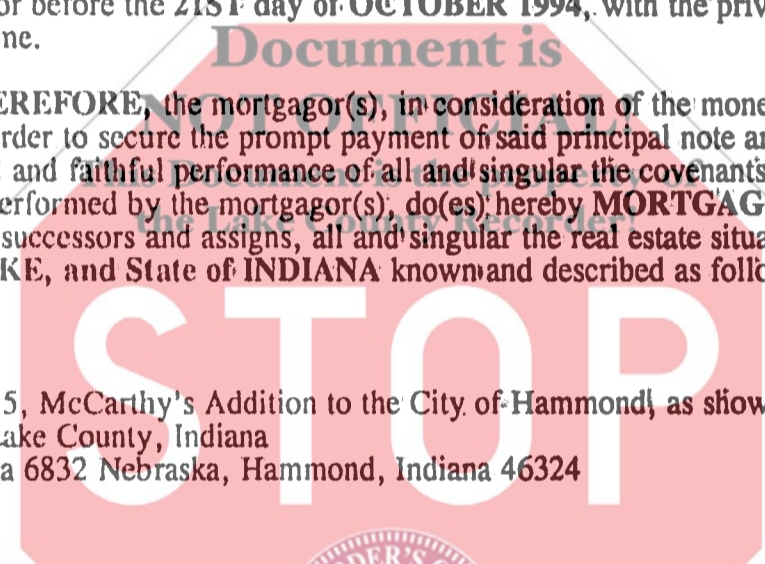 or before the 21ST day of OCTOBER 1994, with the priv
ne.
Document is
NOT OFFICIAL!
EREFORE, the mortgagor(s), in consideration of the mone
rder to secure the prompt payment of said principal note an
This Document is the property of
and faithful performance of all and singular the covenants
erformed by the mortgagor(s), do(es) hereby MORTGAG
the Lake County Recorder!
successors and assigns, all and singular the real estate situa
KE, and State of INDIANA known and described as follo
STOP
5, McCarthy's Addition to the City of Hammond, as show
ake County, Indiana
a 6832 Nebraska, Hammond, Indiana 46324
DER'S